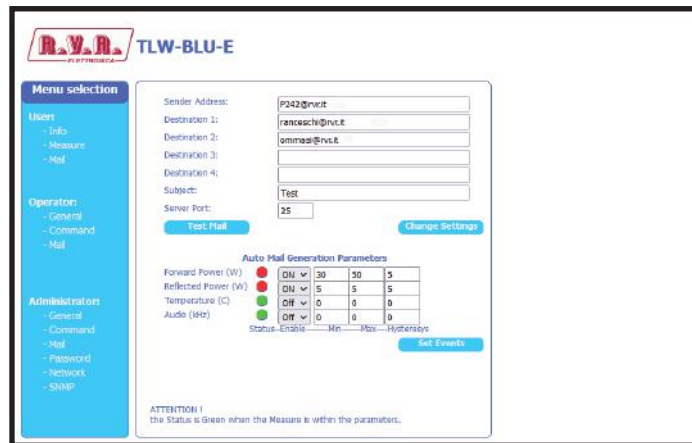 R.V.R.
ELETTRONICA
TLW-BLU-E
Menu selection
User:
- Info
- Measure
- Mail
Operator:
- General
- Command
- Mail
Administrator:
- General
- Command
- Mail
- Password
- Network
- SNMP
Sender Address: P242@rvr.it
Destination 1: ranceschi@rvr.it
Destination 2: ommasi@rvr.it
Destination 3:
Destination 4:
Subject: Test
Server Port: 25
Test Mail Change Settings
Auto Mail Generation Parameters
Forward Power (W) ON 30 50 5
Reflected Power (W) ON 5 5 5
Temperature (C) Off 0 0 0
Audio (kHz) Off 0 0 0
Status Enable Min Max Hysteresys
Set Events
ATTENTION !
the Status is Green when the Measure is within the parameters.